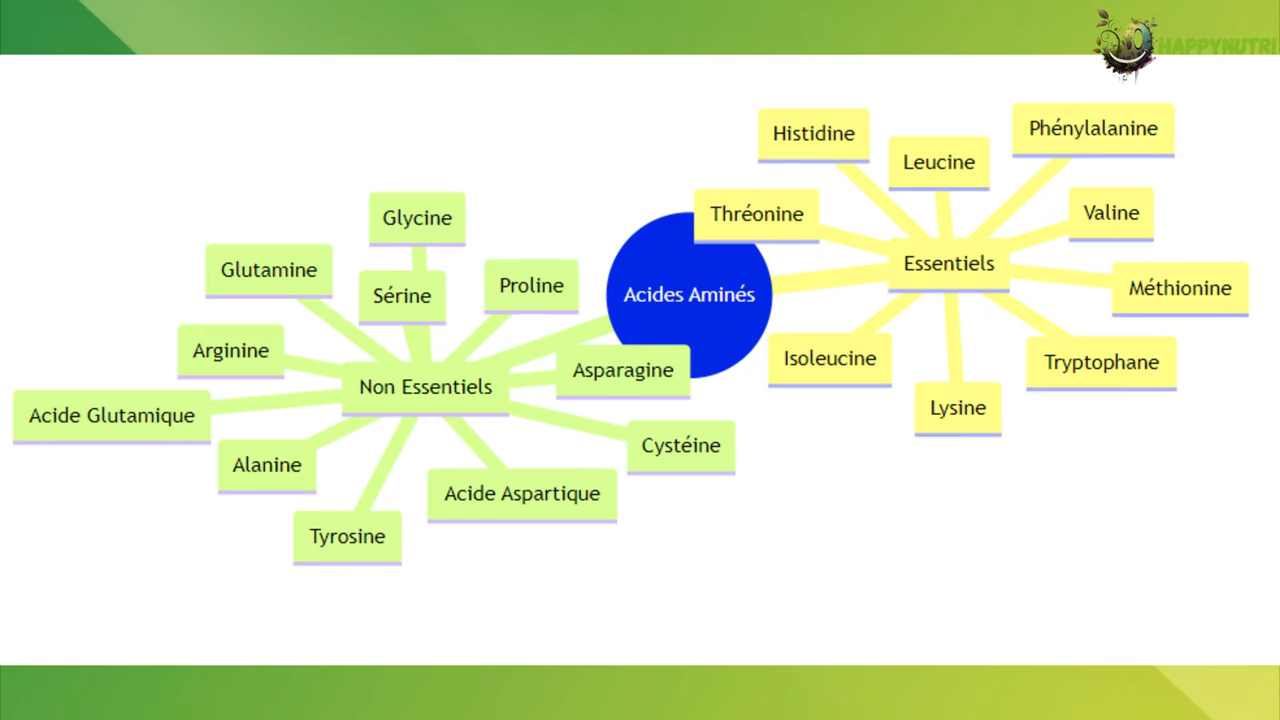 HAPPYNUTRI
Histidine
Phénylalanine
Leucine
Thréonine
Valine
Glycine
Essentiels
Glutamine
Proline
Sérine
Acides Aminés
Méthionine
Arginine
Isoleucine
Tryptophane
Asparagine
Non Essentiels
Lysine
Acide Glutamique
Cystéine
Alanine
Acide Aspartique
Tyrosine